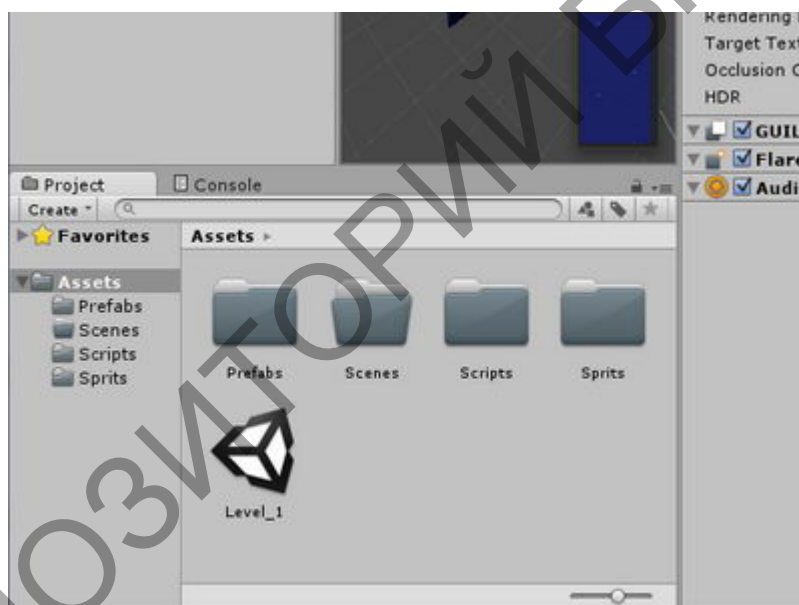 Rendering
Target Text
Occlusion C
HDR
GUIL
Flare
Audi
Project
Console
Create
Favorites
Assets
Assets
Prefabs
Scenes
Scripts
Sprits
Prefabs
Scenes
Scripts
Sprits
Level_1
ОЗИТОРИЙ Б